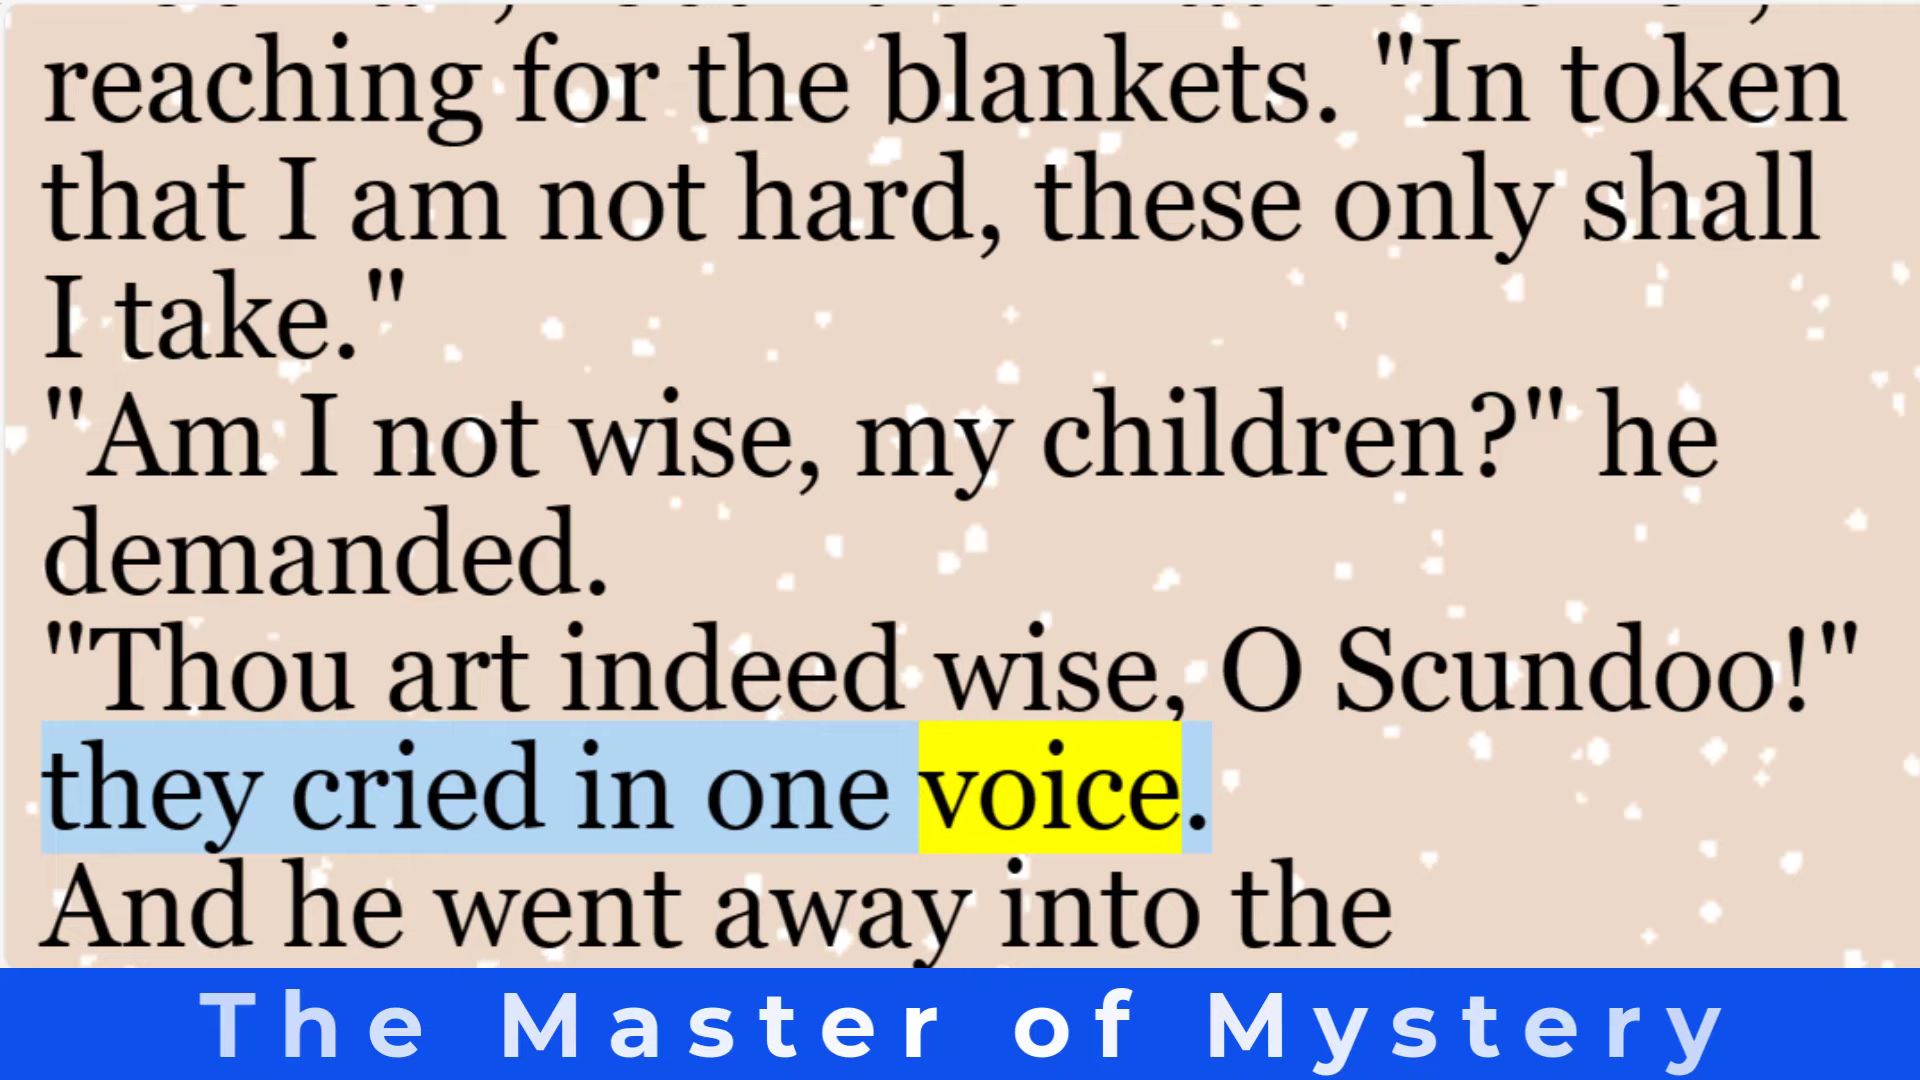 reaching for the blankets. "In token
that I am not hard, these only shall
I take."
"Am I not wise, my children?" he
demanded.
"Thou art indeed wise, O Scundoo!"
they cried in one voice.
And he went away into the
The Master of Mystery